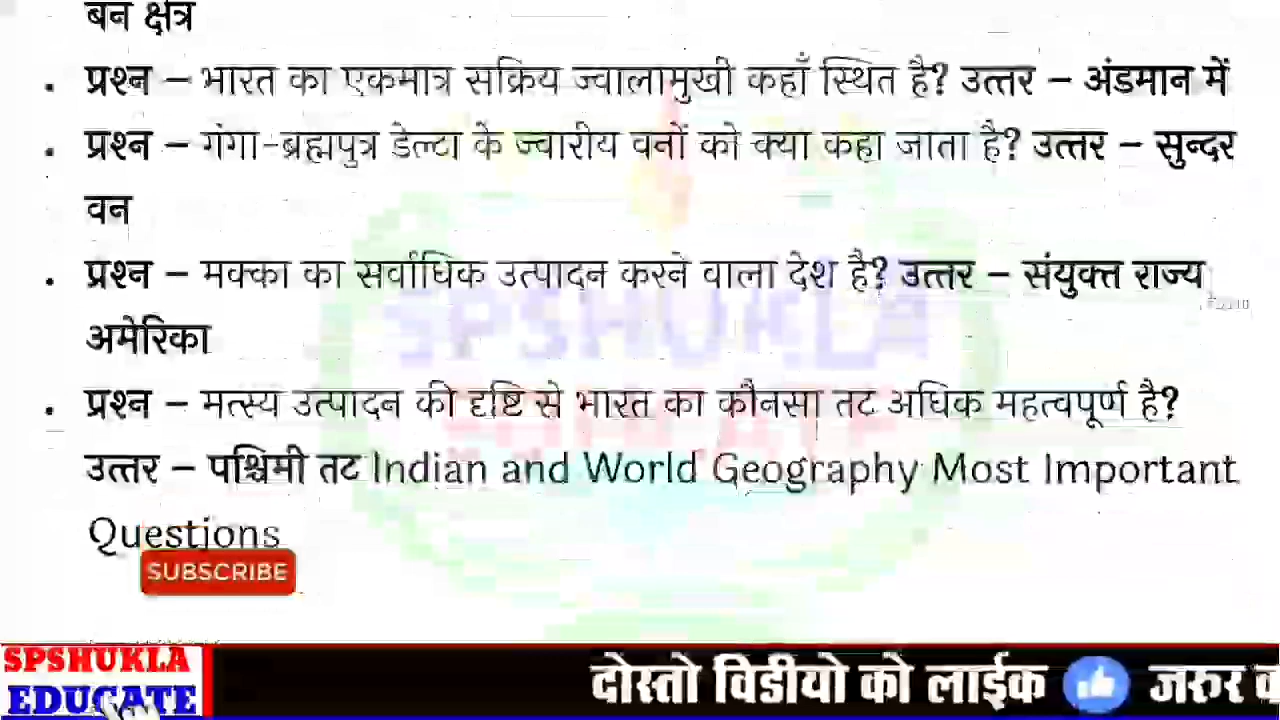 बन क्षेत्र
. प्रश्न – भारत का एकमात्र सक्रिय ज्वालामुखी कहाँ स्थित है? उत्तर – अंडमान में
. प्रश्न – गंगा-ब्रह्मपुत्र डेल्टा के ज्वारीय वनों को क्या कहा जाता है? उत्तर – सुन्दर
वन
. प्रश्न – मक्का का सर्वाधिक उत्पादन करने वाला देश है? उत्तर – संयुक्त राज्य
अमेरिका
. प्रश्न – मत्स्य उत्पादन की दृष्टि से भारत का कौनसा तट अधिक महत्वपूर्ण है?
उत्तर – पश्चिमी तट Indian and World Geography Most Important
Questions
SUBSCRIBE
SPSHUKLA
EDUCATE
दोस्तो विडीयो को लाईक जरुर